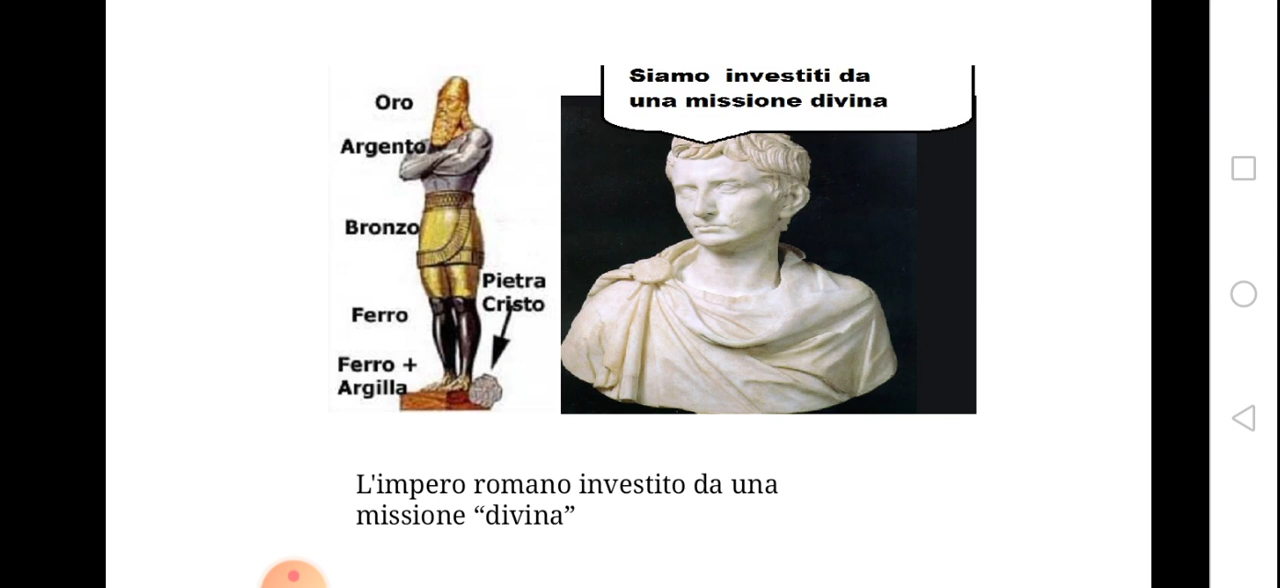 Oro
Argento
Bronzo
Pietra
Cristo
Ferro
Ferro +
Argilla
Siamo investiti da
una missione divina
L'impero romano investito da una
missione “divina”